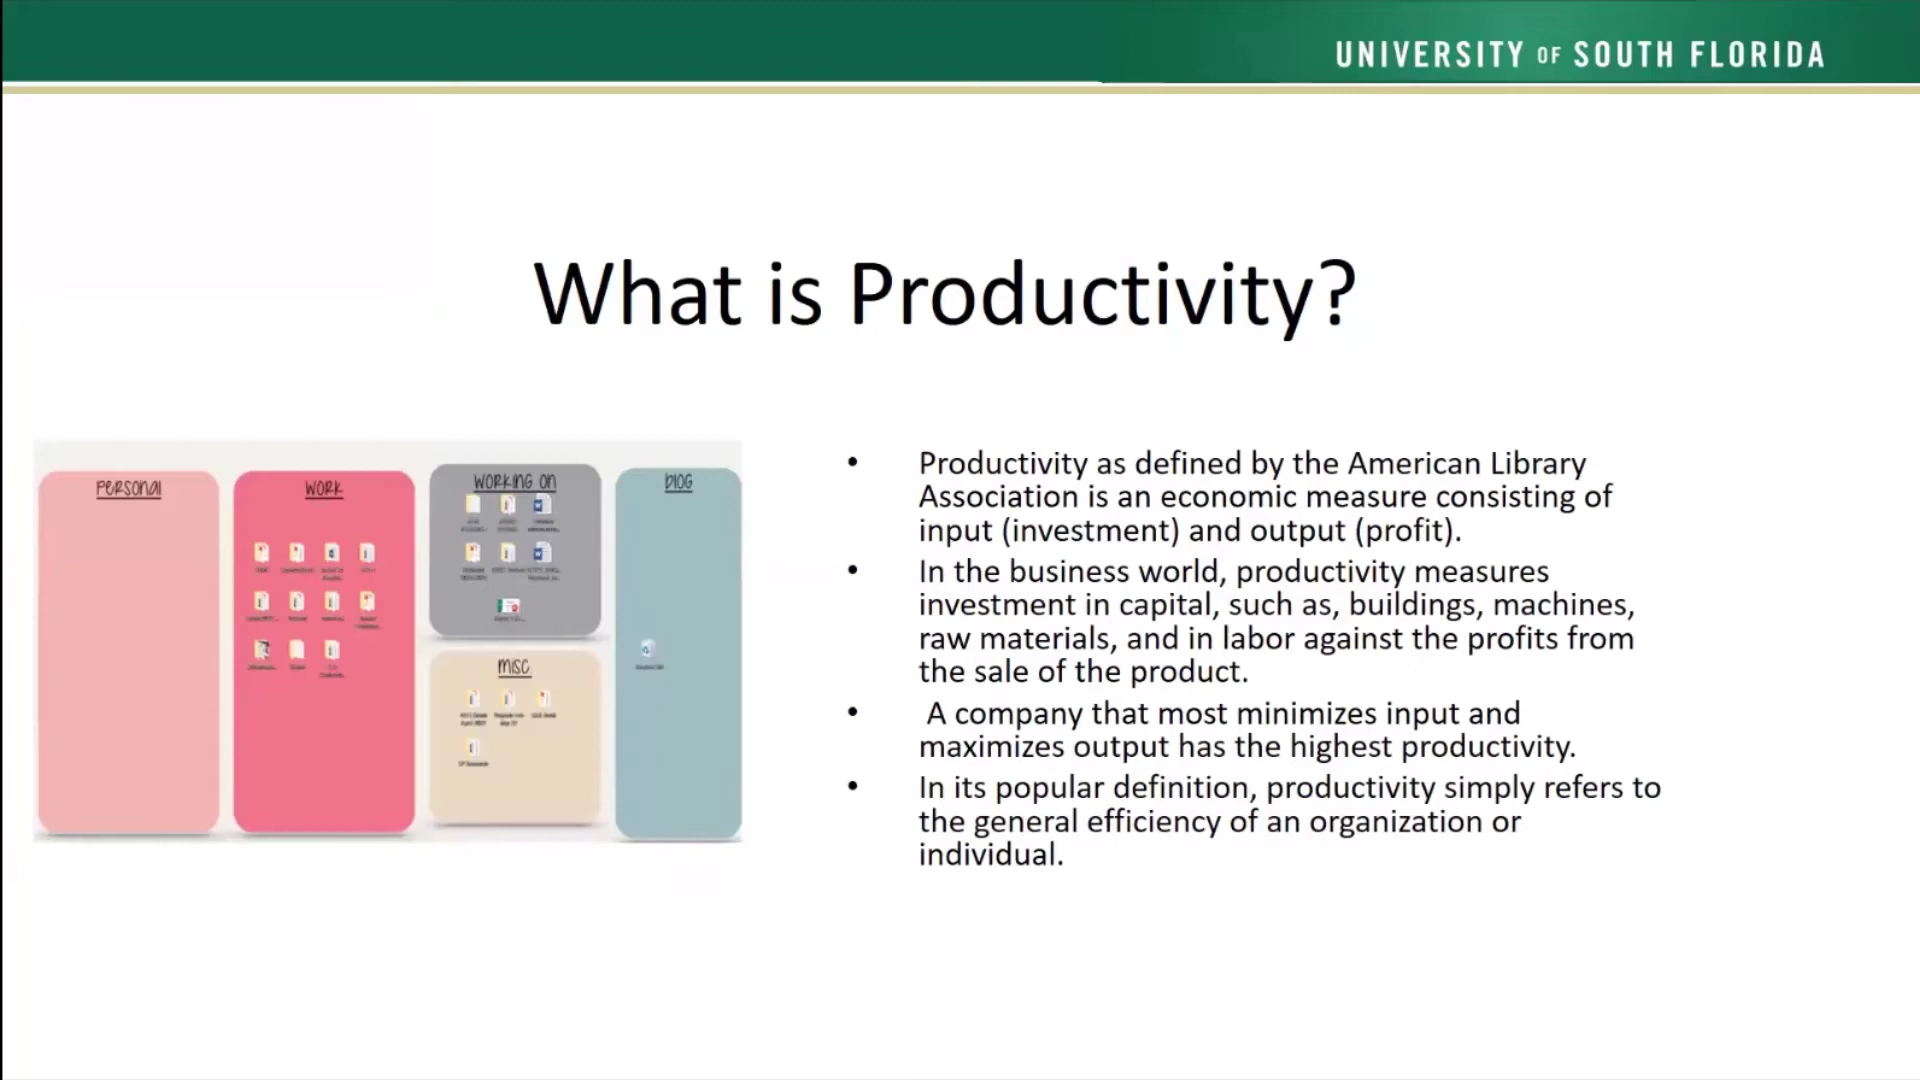 UNIVERSITY OF SOUTH FLORIDA
What is Productivity?
Personal
Work
Working on
Misc
Blog
• Productivity as defined by the American Library
Association is an economic measure consisting of
input (investment) and output (profit).
• In the business world, productivity measures
investment in capital, such as, buildings, machines,
raw materials, and in labor against the profits from
the sale of the product.
• A company that most minimizes input and
maximizes output has the highest productivity.
• In its popular definition, productivity simply refers to
the general efficiency of an organization or
individual.